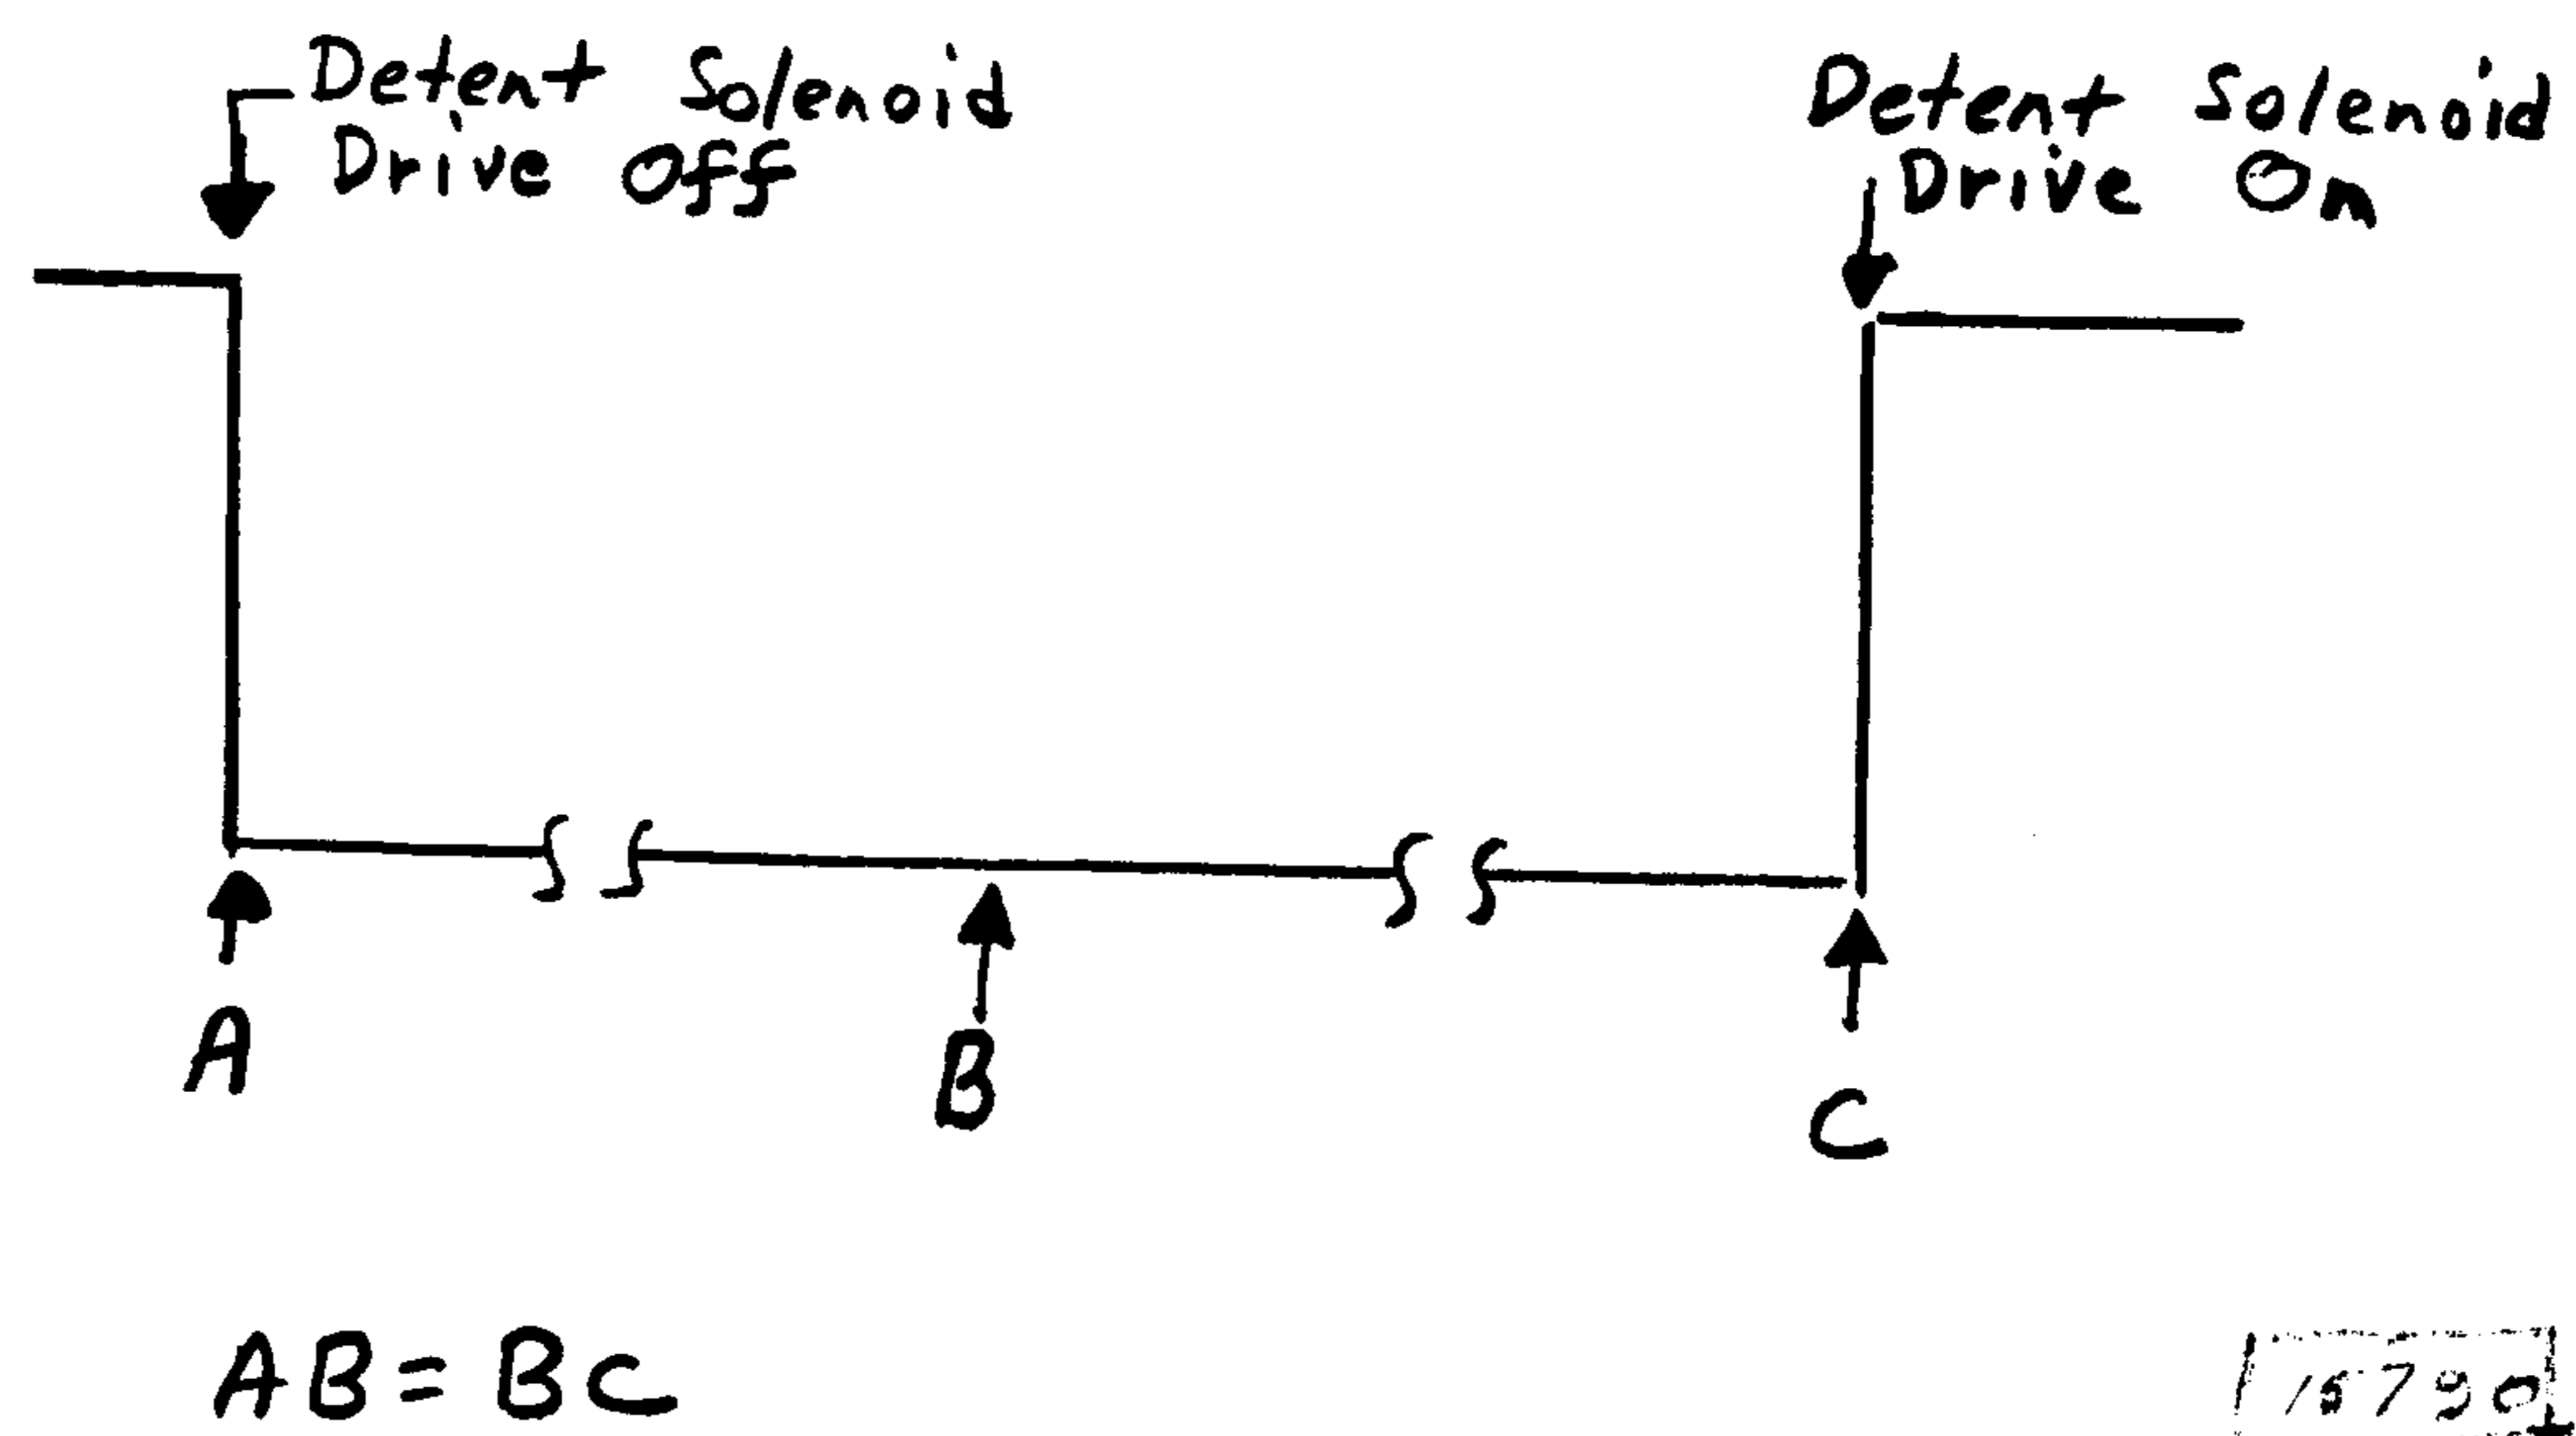 Detent Solenoid
Drive Off
Detent Solenoid
Drive On
A
B
C
AB = BC
15790